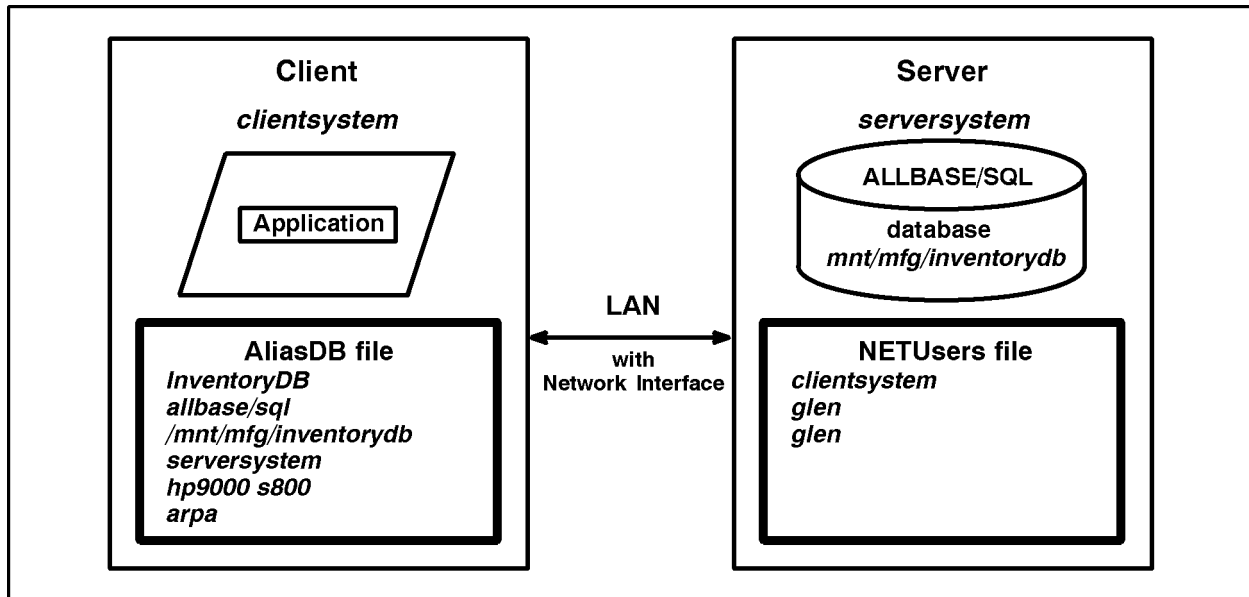 Client
clientsystem
Application
AliasDB file
InventoryDB
allbase/sql
/mnt/mfg/inventorydb
serversystem
hp9000 s800
arpa
LAN
with
Network Interface
Server
serversystem
ALLBASE/SQL
database
mnt/mfg/inventorydb
NETUsers file
clientsystem
glen
glen